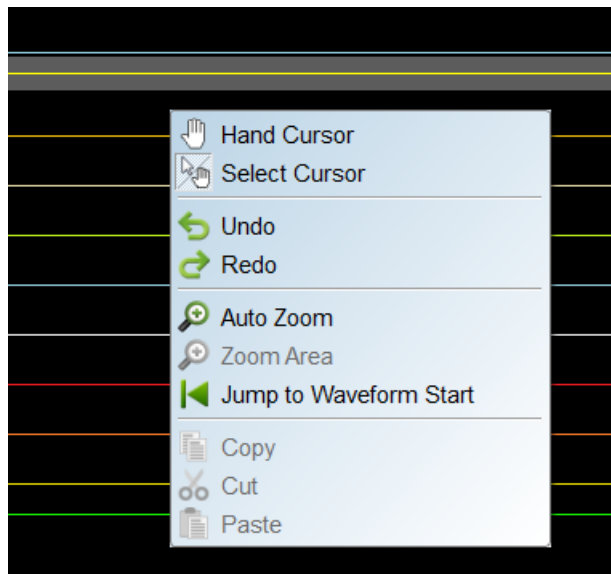 Hand Cursor
Select Cursor
Undo
Redo
Auto Zoom
Zoom Area
Jump to Waveform Start
Copy
Cut
Paste